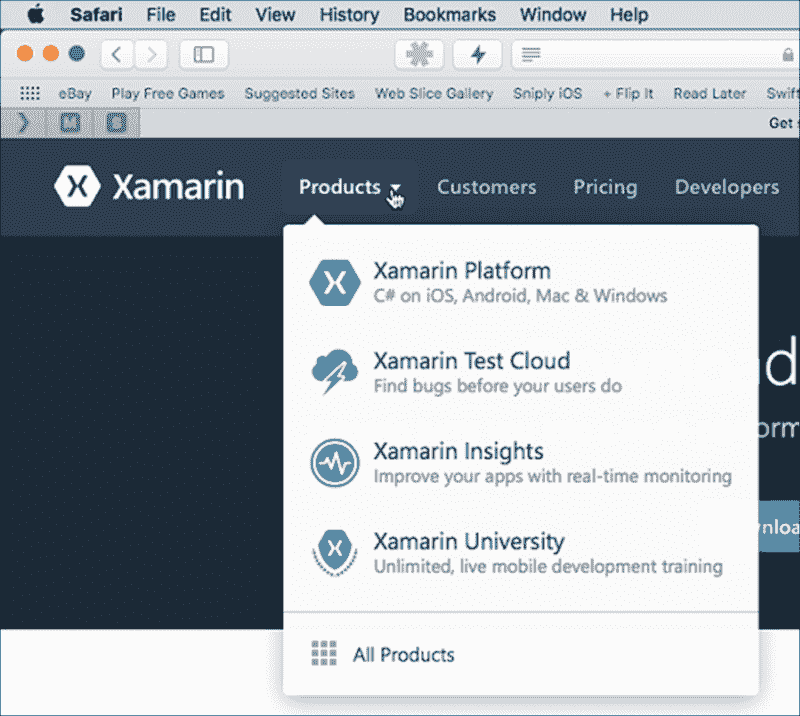 Safari File Edit View History Bookmarks Window Help
eBay Play Free Games Suggested Sites Web Slice Gallery Sniply iOS + Flip It Read Later Swift
Get
Xamarin Products Customers Pricing Developers
Xamarin Platform
C# on iOS, Android, Mac & Windows
Xamarin Test Cloud
Find bugs before your users do
Xamarin Insights
Improve your apps with real-time monitoring
Xamarin University
Unlimited, live mobile development training
All Products